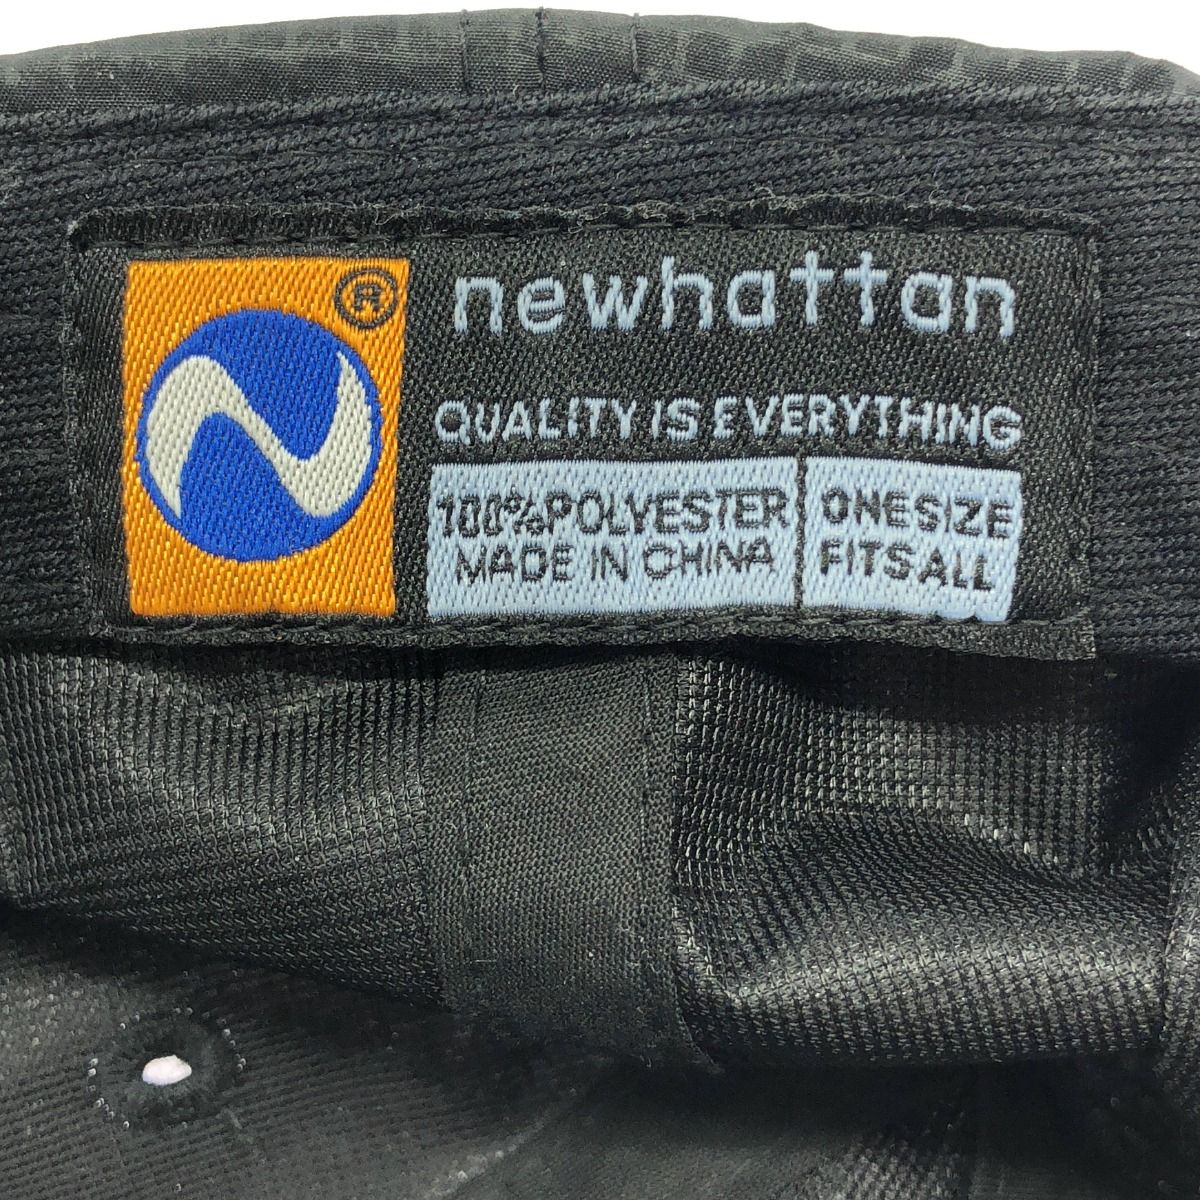 ® newhattan
QUALITY IS EVERYTHING
100% POLYESTER
MADE IN CHINA
ONE SIZE
FITS ALL